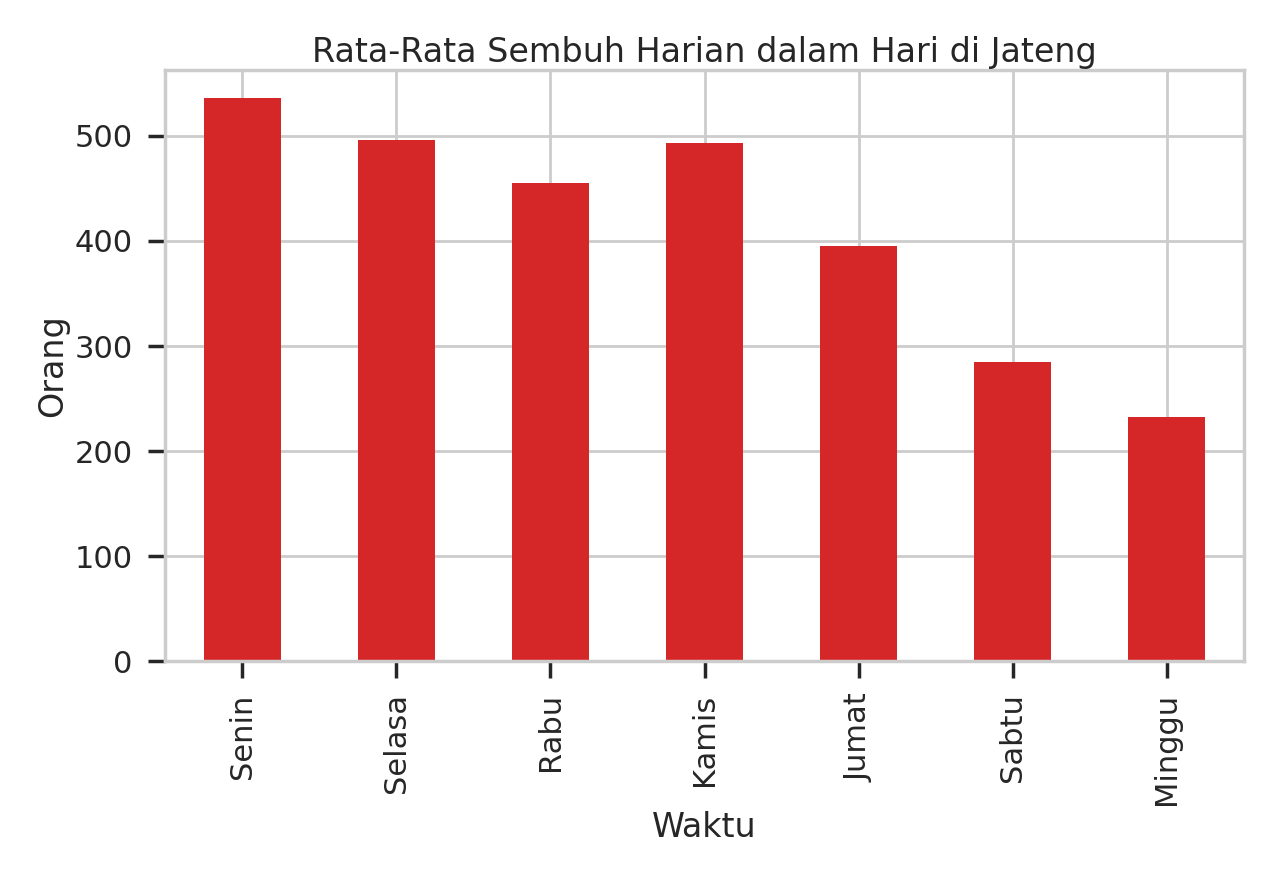 Rata-Rata Sembuh Harian dalam Hari di Jateng
Orang
500
400
300
200
100
0
Senin
Selasa
Rabu
Kamis
Jumat
Sabtu
Minggu
Waktu